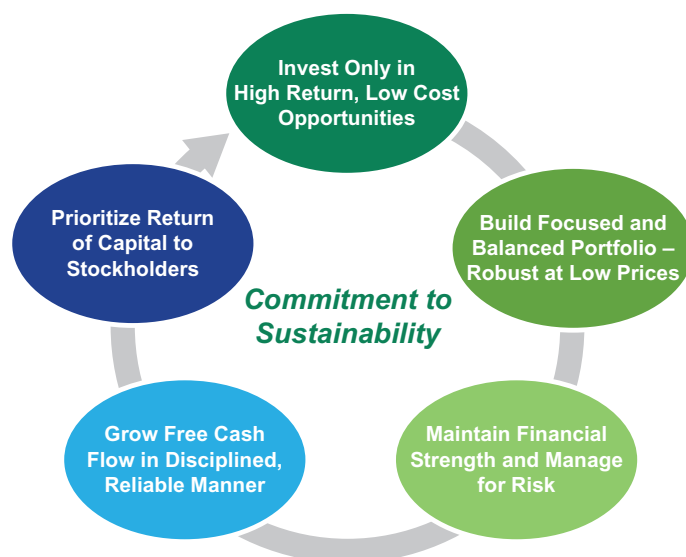 Invest Only in
High Return, Low Cost
Opportunities
Build Focused and
Balanced Portfolio –
Robust at Low Prices
Maintain Financial
Strength and Manage
for Risk
Grow Free Cash
Flow in Disciplined,
Reliable Manner
Prioritize Return
of Capital to
Stockholders
Commitment to
Sustainability